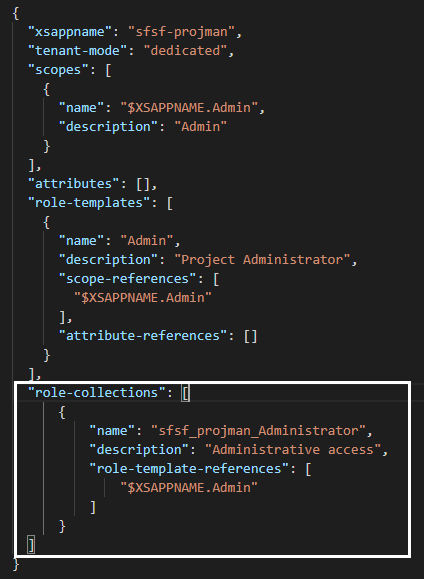 {
"xsappname": "sfsf-projman",
"tenant-mode": "dedicated",
"scopes": [
{
"name": "$XSAPPNAME.Admin",
"description": "Admin"
}
],
"attributes": [],
"role-templates": [
{
"name": "Admin",
"description": "Project Administrator",
"scope-references": [
"$XSAPPNAME.Admin"
],
"attribute-references": []
}
],
"role-collections": [
{
"name": "sfsf_projman_Administrator",
"description": "Administrative access",
"role-template-references": [
"$XSAPPNAME.Admin"
]
}
]
}